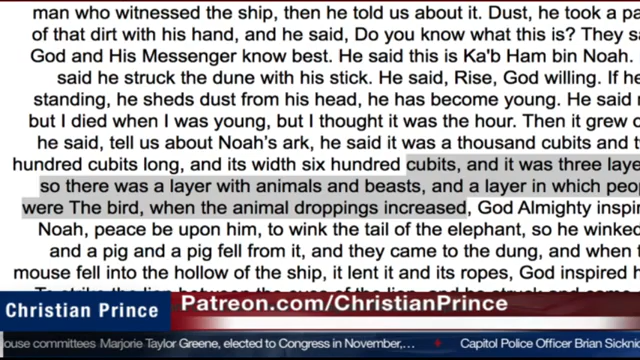 man who witnessed the ship, then he told us about it. Dust, he took a pa
of that dirt with his hand, and he said, Do you know what this is? They sa
God and His Messenger know best. He said this is Ka'b Ham bin Noah.
said he struck the dune with his stick. He said, Rise, God willing. If he
standing, he sheds dust from his head, he has become young. He said
but I died when I was young, but I thought it was the hour. Then it grew
he said, tell us about Noah's ark, he said it was a thousand cubits and t
hundred cubits long, and its width six hundred cubits, and it was three laye
so there was a layer with animals and beasts, and a layer in which peop
were The bird, when the animal droppings increased, God Almighty inspir
Noah, peace be upon him, to wink the tail of the elephant, so he winked
and a pig and a pig fell from it, and they came to the dung, and when t
mouse fell into the hollow of the ship, it lent it and its ropes, God inspired h
Christian Prince
Patreon.com/ChristianPrince
ouse committees Marjorie Taylor Greene, elected to Congress in November,... Capitol Police Officer Brian Sicknic